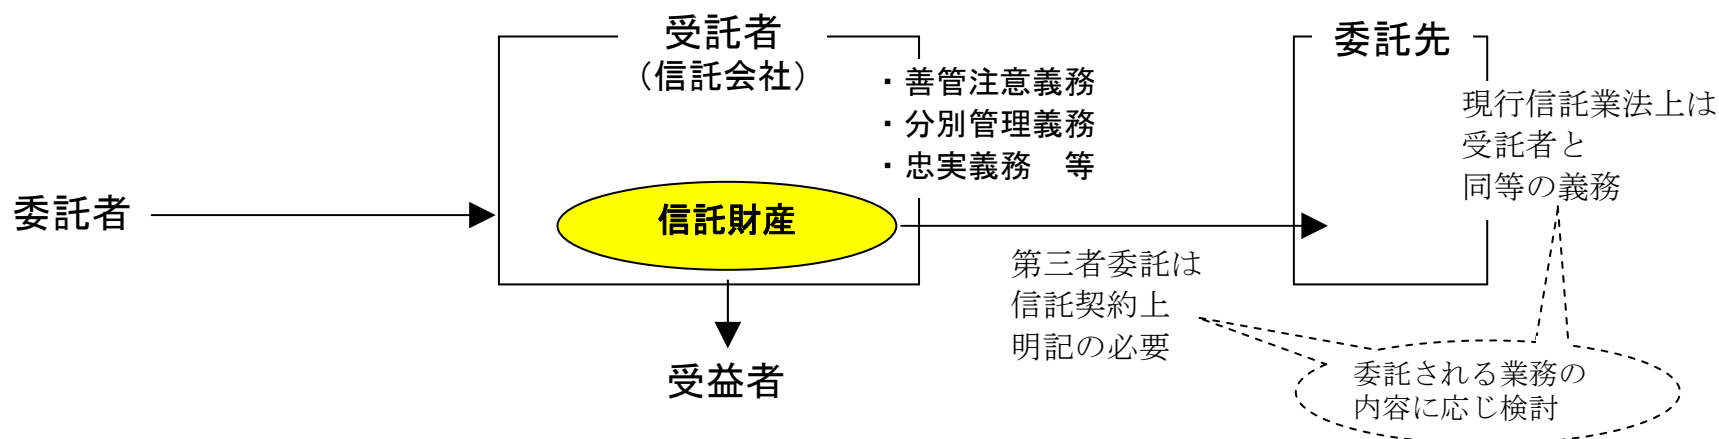 受託者
（信託会社）
・善管注意義務
・分別管理義務
・忠実義務　等
委託先
現行信託業法上は
受託者と
同等の義務
委託者
信託財産
第三者委託は
信託契約上
明記の必要
受益者
委託される業務の
内容に応じ検討